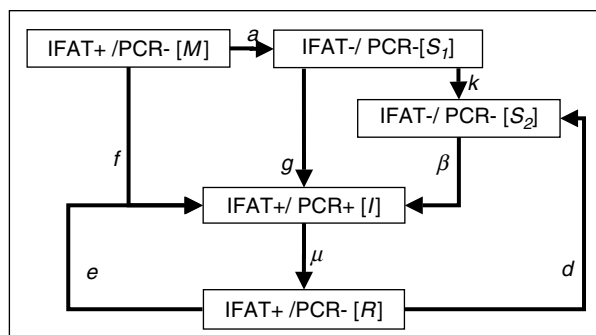 IFAT+ /PCR- [M]
a
IFAT-/ PCR-[S1]
k
IFAT-/ PCR- [S2]
f
g
β
IFAT+/ PCR+ [I]
μ
e
d
IFAT+ /PCR- [R]